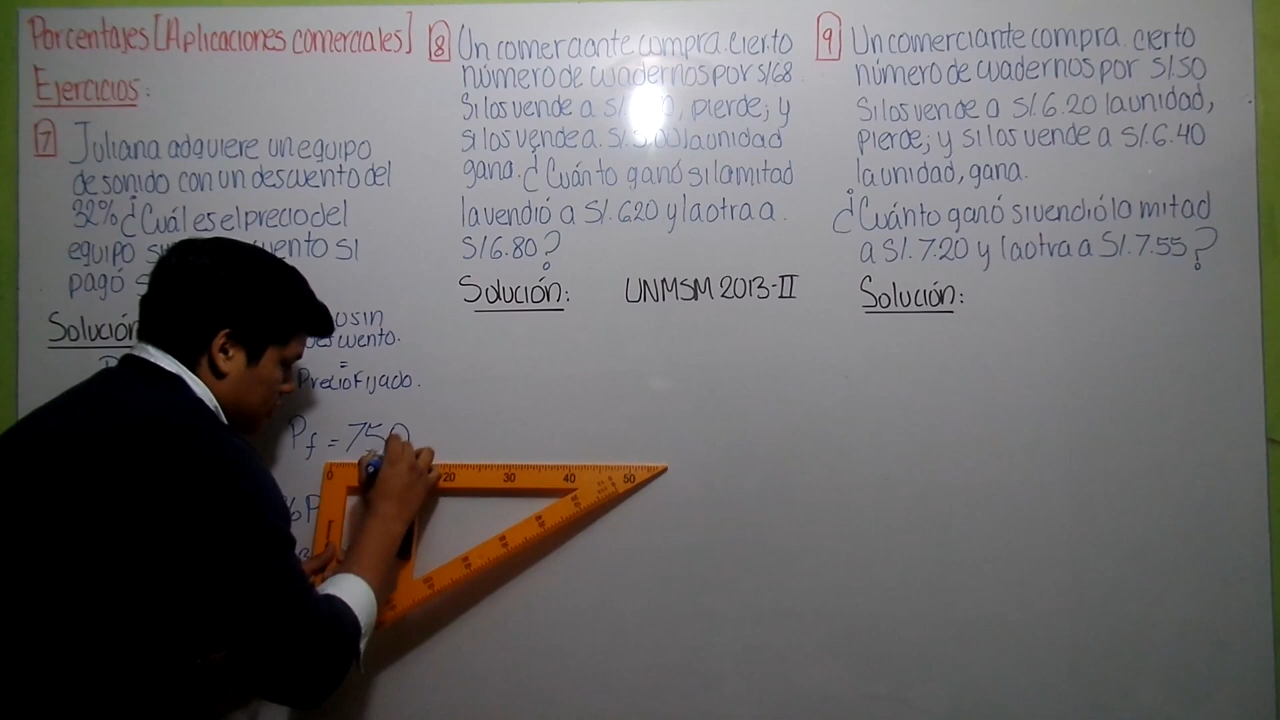 Porcentajes [Aplicaciones comerciales]
Ejercicios:
7 Juliana adquiere un equipo
de sonido con un descuento del
32% ¿Cuál es el precio del
equipo
pagó
Solución
Precio Fijado.
Pf = 750
0 20 30 40 50
8 Un comerciante compra. cierto
número de cuadernos por S/68
Si los vende a S/. pierde; y
si los vende a. S/. la unidad
gana. ¿Cuánto ganó si la mitad
la vendió a S/. 620 y la otra a.
S/6.80?
Solución: UNMSM 2013-II
9 Un comerciante compra. cierto
número de cuadernos por S/.50
Si los vende a S/.6.20 la unidad,
pierde; y si los vende a S/.6.40
la unidad, gana.
¿Cuánto ganó si vendió la mitad
a S/.7.20 y la otra a S/.7.55?
Solución: